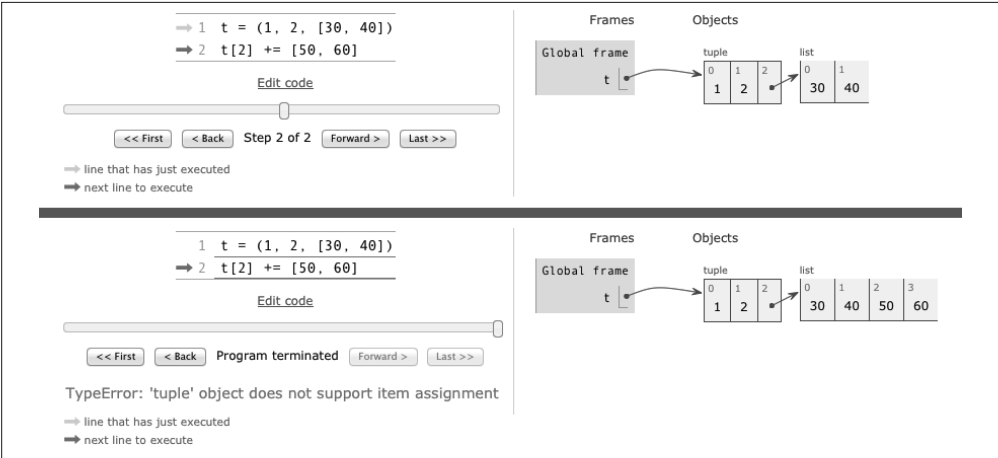 1 t = (1, 2, [30, 40])
2 t[2] += [50, 60]
Edit code
<< First < Back Step 2 of 2 Forward > Last >>
line that has just executed
next line to execute
Frames Objects
Global frame
t
tuple
0 1 2
1 2
list
0 1
30 40
1 t = (1, 2, [30, 40])
2 t[2] += [50, 60]
Edit code
<< First < Back Program terminated Forward > Last >>
TypeError: 'tuple' object does not support item assignment
line that has just executed
next line to execute
Frames Objects
Global frame
t
tuple
0 1 2
1 2
list
0 1 2 3
30 40 50 60